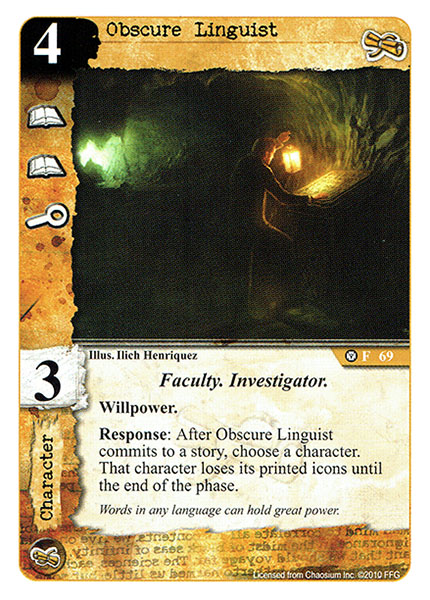 4
Obscure Linguist
Illus. Ilich Henriquez
F 69
3
Faculty. Investigator.
Willpower.
Response: After Obscure Linguist
commits to a story, choose a character.
That character loses its printed icons until
the end of the phase.
Words in any language can hold great power.
Character
Licensed from Chaosium Inc. ©2010 FFG